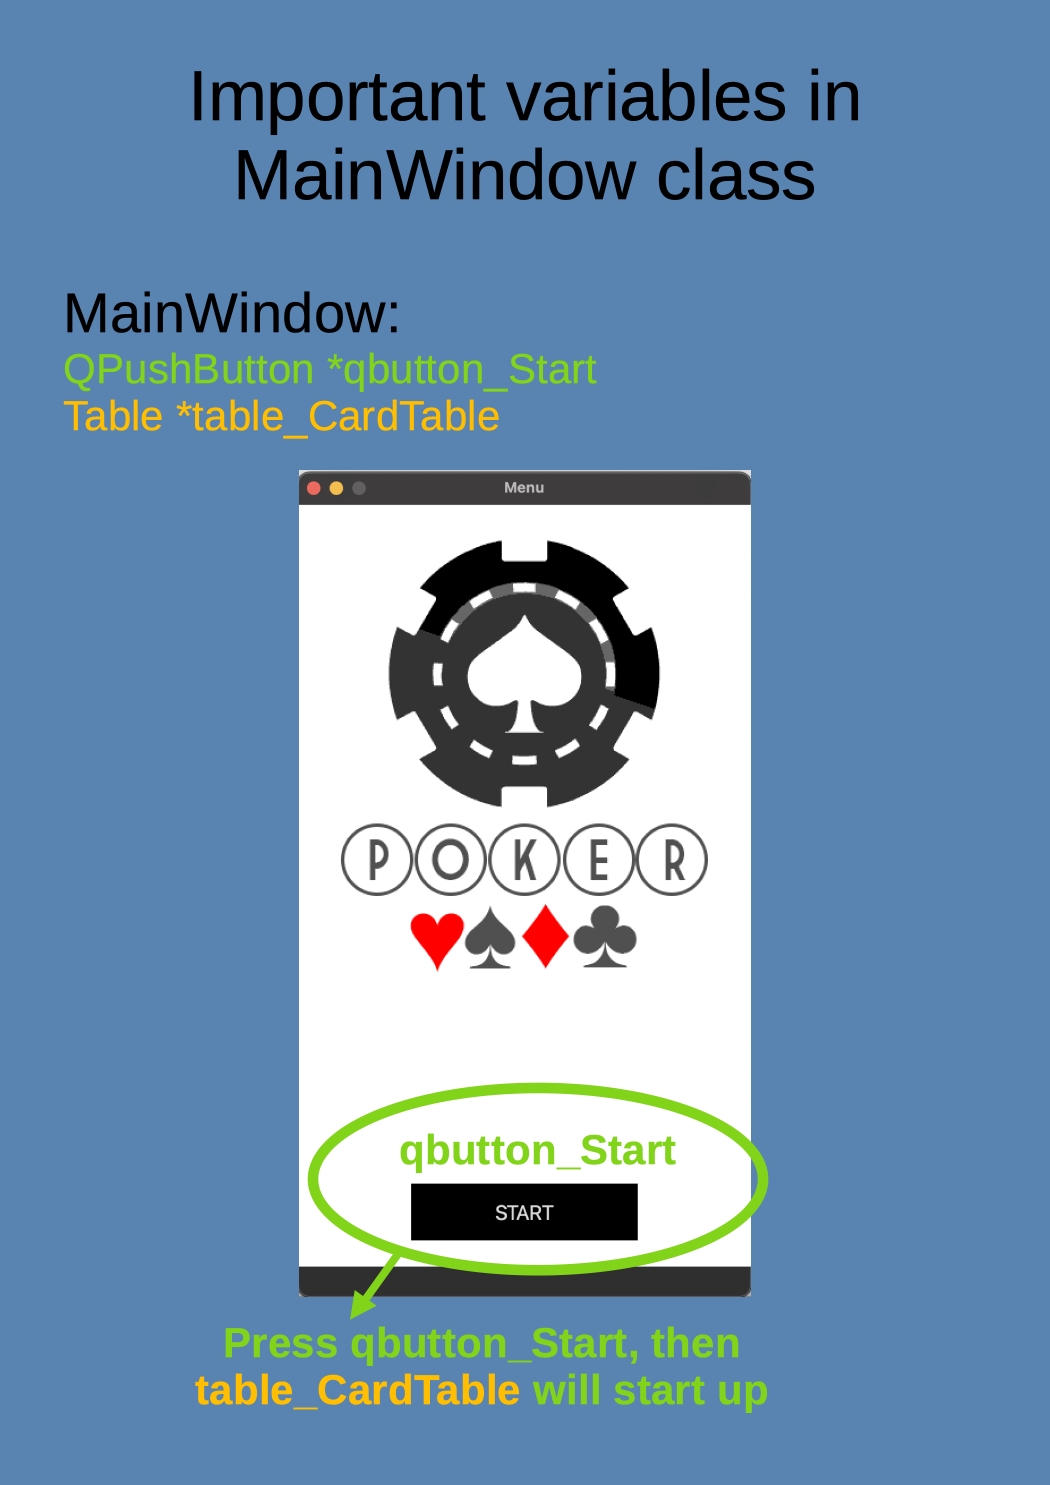 Important variables in
MainWindow class
MainWindow:
QPushButton *qbutton_Start
Table *table_CardTable
Menu
POKER
qbutton_Start
START
Press qbutton_Start, then
table_CardTable will start up